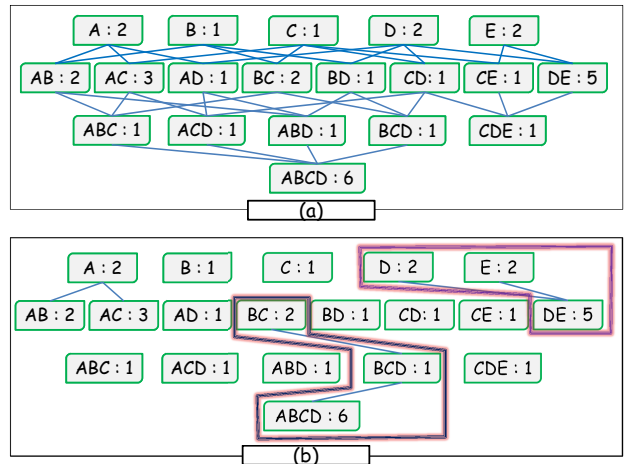 A : 2 B : 1 C : 1 D : 2 E : 2
AB : 2 AC : 3 AD : 1 BC : 2 BD : 1 CD: 1 CE : 1 DE : 5
ABC : 1 ACD : 1 ABD : 1 BCD : 1 CDE : 1
ABCD : 6
(a)
A : 2 B : 1 C : 1 D : 2 E : 2
AB : 2 AC : 3 AD : 1 BC : 2 BD : 1 CD: 1 CE : 1 DE : 5
ABC : 1 ACD : 1 ABD : 1 BCD : 1 CDE : 1
ABCD : 6
(b)